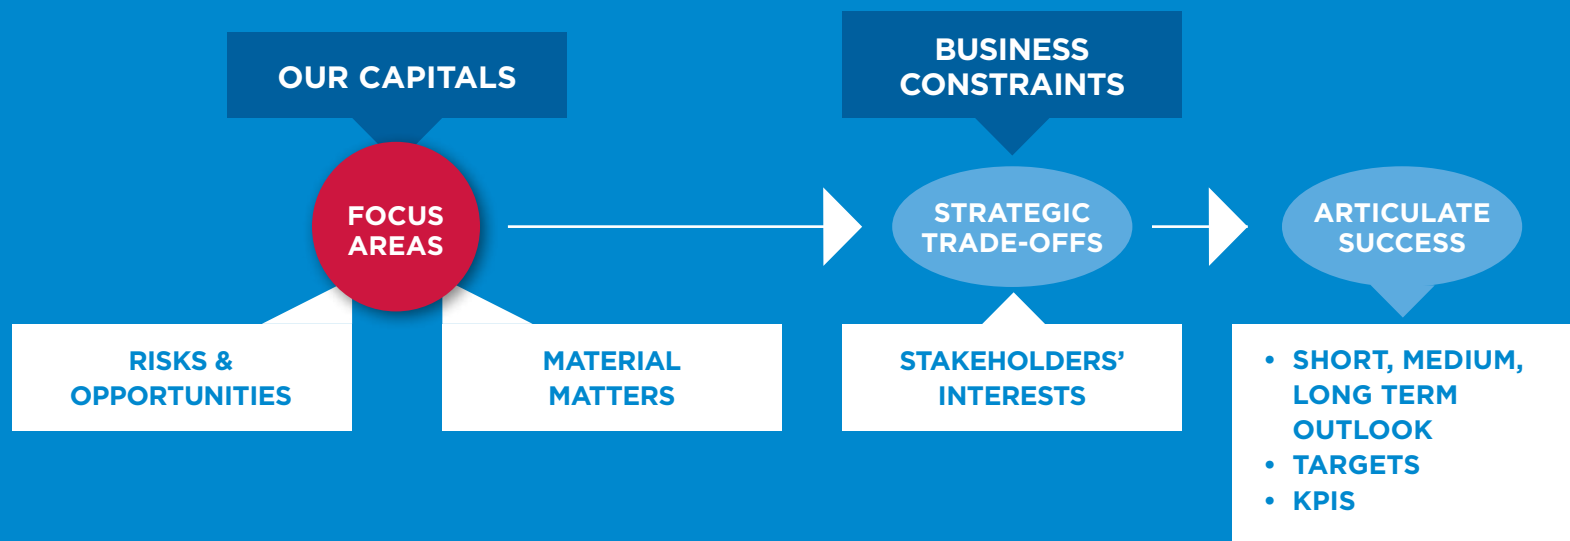 OUR CAPITALS
BUSINESS
CONSTRAINTS
FOCUS
AREAS
STRATEGIC
TRADE-OFFS
ARTICULATE
SUCCESS
RISKS &
OPPORTUNITIES
MATERIAL
MATTERS
STAKEHOLDERS’
INTERESTS
• SHORT, MEDIUM,
LONG TERM
OUTLOOK
• TARGETS
• KPIS